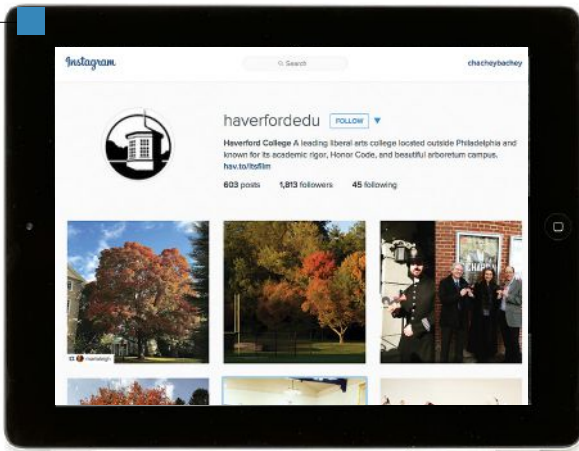 Instagram
Search
chacheybachey
haverfordedu FOLLOW
Haverford College A leading liberal arts college located outside Philadelphia and
known for its academic rigor, Honor Code, and beautiful arboretum campus.
hav.to/itsfilm
603 posts 1,813 followers 45 following